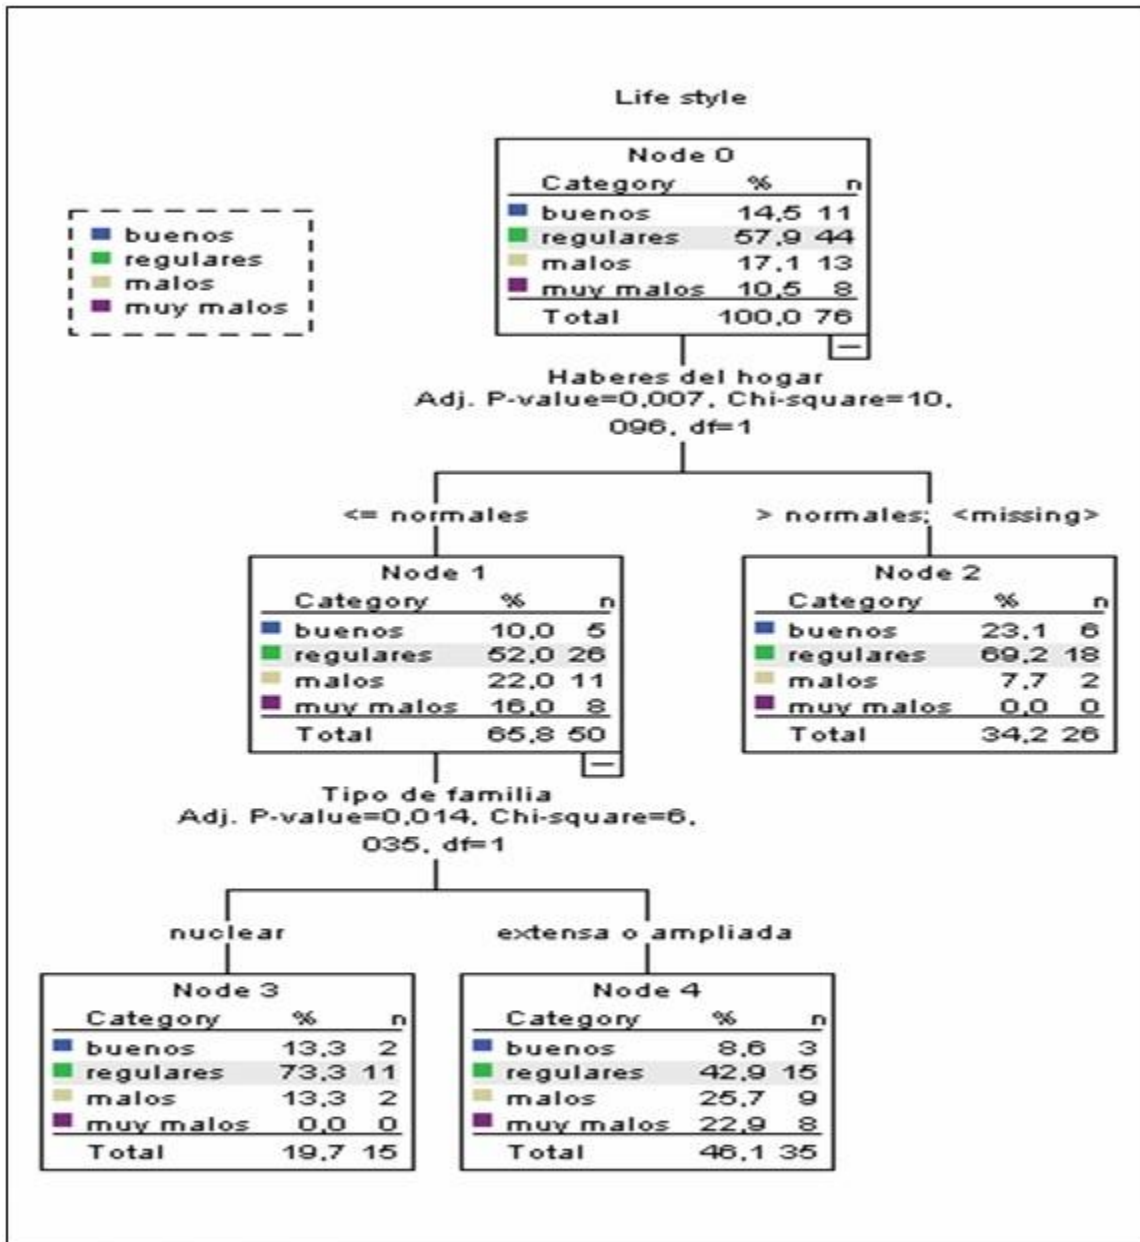 Life style
Node 0
Category % n
buenos 14,5 11
regulares 57,9 44
malos 17,1 13
muy malos 10,5 8
Total 100,0 76
buenos
regulares
malos
muy malos
Haberes del hogar
Adj. P-value=0,007, Chi-square=10,
096, df=1
<= normales
> normales; <missing>
Node 1
Category % n
buenos 10,0 5
regulares 52,0 26
malos 22,0 11
muy malos 16,0 8
Total 65,8 50
Node 2
Category % n
buenos 23,1 6
regulares 69,2 18
malos 7,7 2
muy malos 0,0 0
Total 34,2 26
Tipo de familia
Adj. P-value=0,014, Chi-square=6,
035, df=1
nuclear
extensa o ampliada
Node 3
Category % n
buenos 13,3 2
regulares 73,3 11
malos 13,3 2
muy malos 0,0 0
Total 19,7 15
Node 4
Category % n
buenos 8,6 3
regulares 42,9 15
malos 25,7 9
muy malos 22,9 8
Total 46,1 35